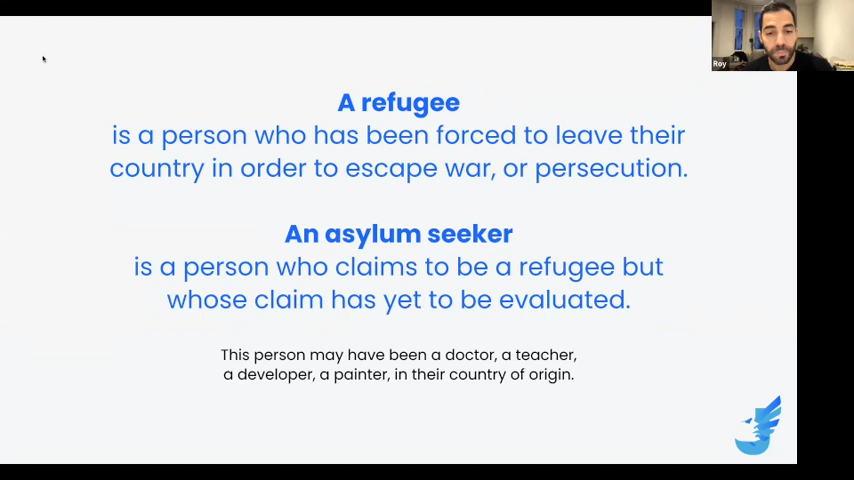 Roy
A refugee
is a person who has been forced to leave their
country in order to escape war, or persecution.
An asylum seeker
is a person who claims to be a refugee but
whose claim has yet to be evaluated.
This person may have been a doctor, a teacher,
a developer, a painter, in their country of origin.